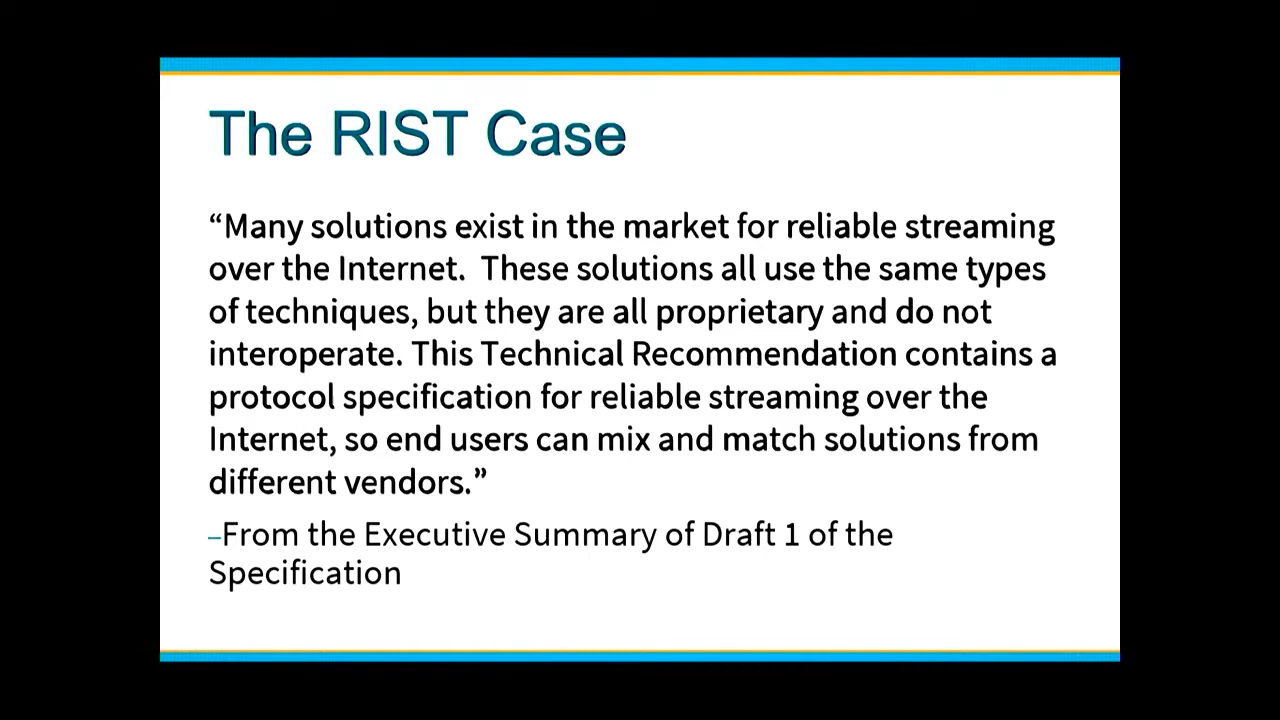 The RIST Case
“Many solutions exist in the market for reliable streaming
over the Internet.  These solutions all use the same types
of techniques, but they are all proprietary and do not
interoperate. This Technical Recommendation contains a
protocol specification for reliable streaming over the
Internet, so end users can mix and match solutions from
different vendors.”
–From the Executive Summary of Draft 1 of the
Specification